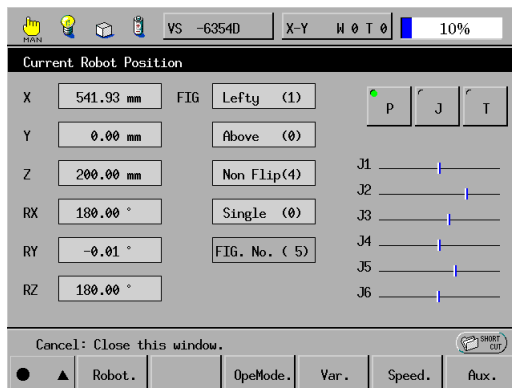 MAN VS -6354D X-Y W 0 T 0 10%
Current Robot Position
X 541.93 mm FIG Lefty (1) P J T
Y 0.00 mm Above (0)
Z 200.00 mm Non Flip(4) J1
J2
RX 180.00 ° Single (0) J3
J4
RY -0.01 ° FIG. No. ( 5) J5
RZ 180.00 ° J6
Cancel: Close this window. SHORT CUT
Robot. OpeMode. Var. Speed. Aux.